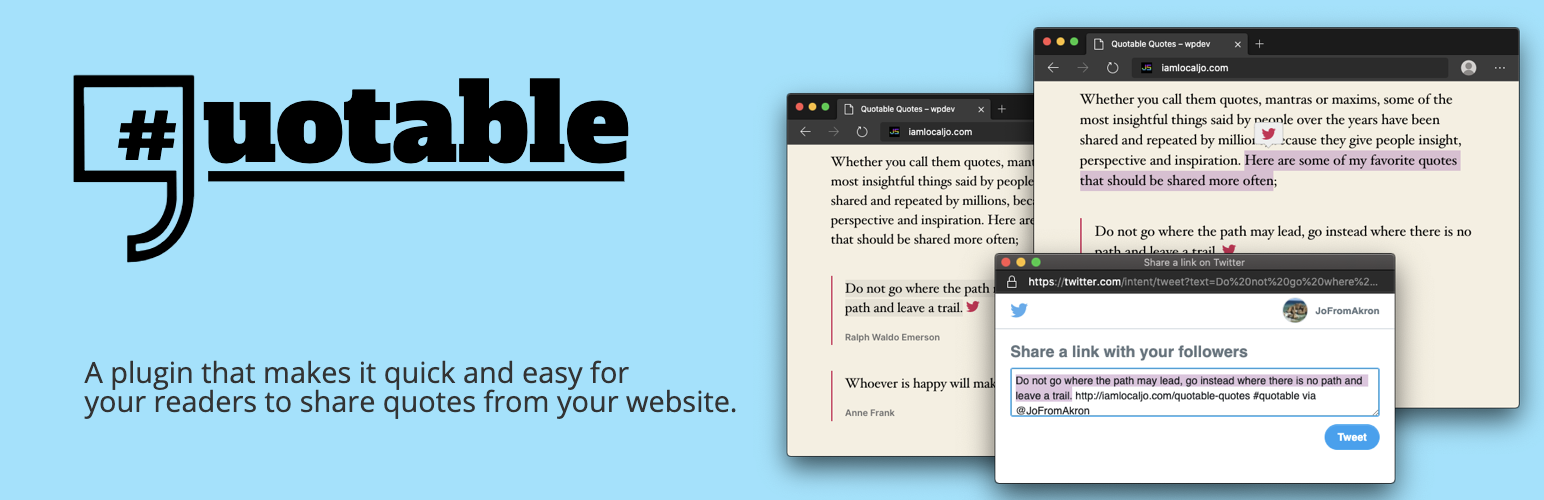 #uotable
A plugin that makes it quick and easy for
your readers to share quotes from your website.
Quotable Quotes – wpdev
iamlocaljo.com
Whether you call them quotes, mant
most insightful things said by people
shared and repeated by millions, beca
perspective and inspiration. Here are
that should be shared more often;
Do not go where the path
path and leave a trail.
Ralph Waldo Emerson
Whoever is happy will mak
Anne Frank
Quotable Quotes – wpdev
JS iamlocaljo.com
Whether you call them quotes, mantras or maxims, some of the
most insightful things said by people over the years have been
shared and repeated by million ecause they give people insight,
perspective and inspiration. Here are some of my favorite quotes
that should be shared more often;
Do not go where the path may lead, go instead where there is no
path and leave a trail.
Share a link on Twitter
https://twitter.com/intent/tweet?text=Do%20not%20go%20where%2...
JoFromAkron
Share a link with your followers
Do not go where the path may lead, go instead where there is no path and
leave a trail. http://iamlocaljo.com/quotable-quotes #quotable via
@JoFromAkron
Tweet